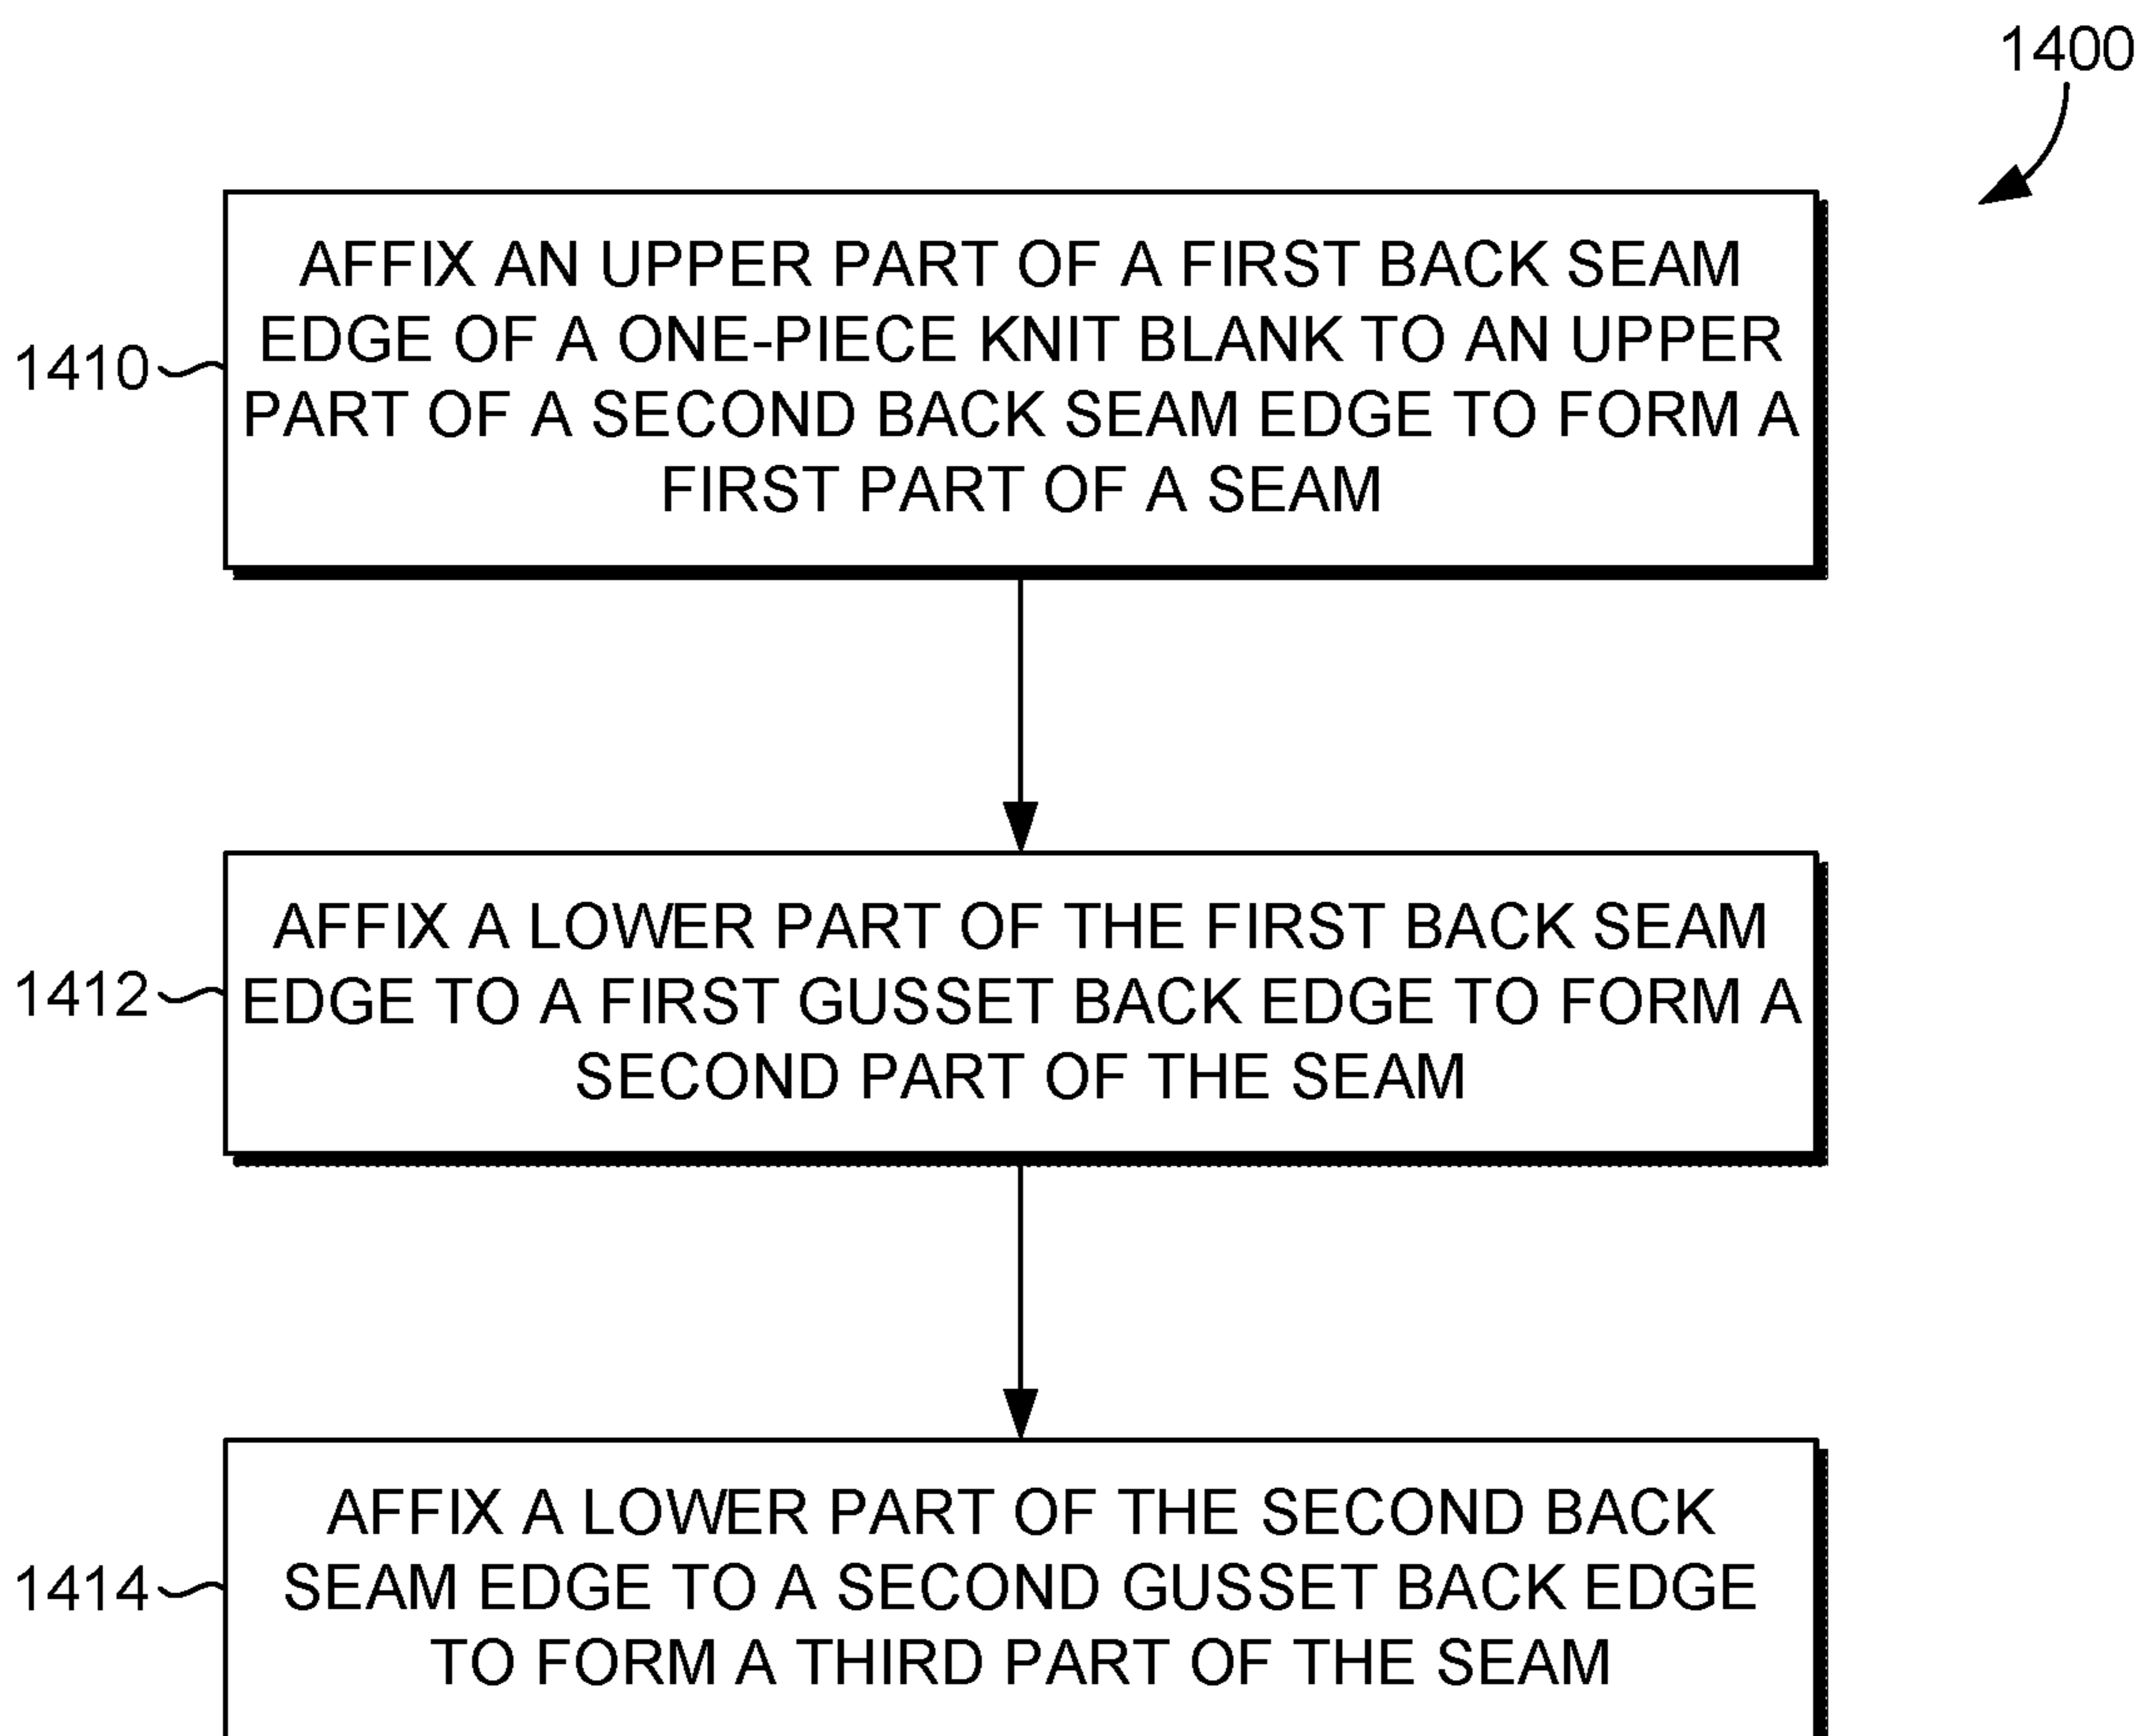 1400
AFFIX AN UPPER PART OF A FIRST BACK SEAM
EDGE OF A ONE-PIECE KNIT BLANK TO AN UPPER
PART OF A SECOND BACK SEAM EDGE TO FORM A
FIRST PART OF A SEAM
1410
AFFIX A LOWER PART OF THE FIRST BACK SEAM
EDGE TO A FIRST GUSSET BACK EDGE TO FORM A
SECOND PART OF THE SEAM
1412
AFFIX A LOWER PART OF THE SECOND BACK
SEAM EDGE TO A SECOND GUSSET BACK EDGE
TO FORM A THIRD PART OF THE SEAM
1414